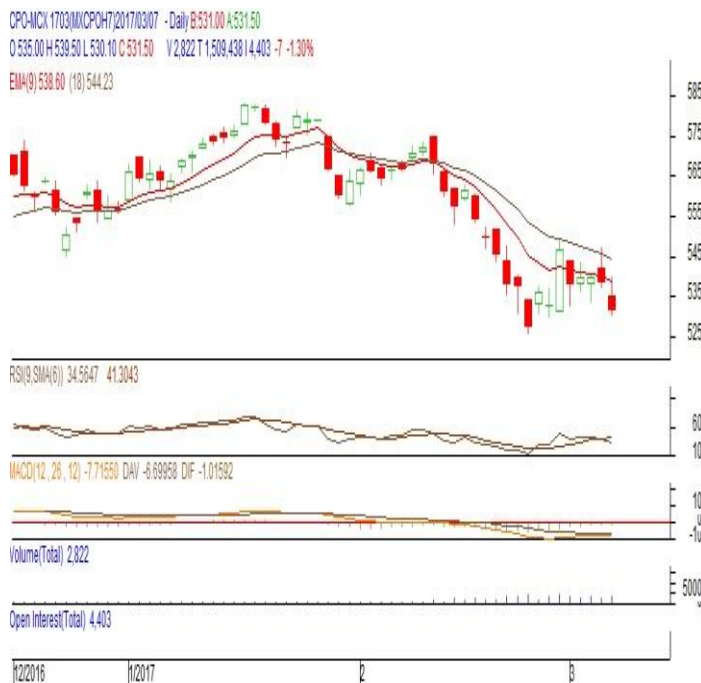 CPO-MCX 1703(MXCPOH7)2017/03/07 - Daily B:531.00 A:531.50
O 535.00 H 539.50 L 530.10 C 531.50 V 2,822 T 1,509,438 I 4,403 -7 -1.30%
EMA(9) 538.60 (18) 544.23
585
575
565
555
545
535
525
RSI(9,SMA(6)) 34.5647 41.3043
60
10
MACD(12 , 26 , 12) -7.71550 DAV -6.69958 DIF -1.01592
10
Volume(Total) 2,822
5000
Open Interest(Total) 4,403
12/2016 1/2017 2 3